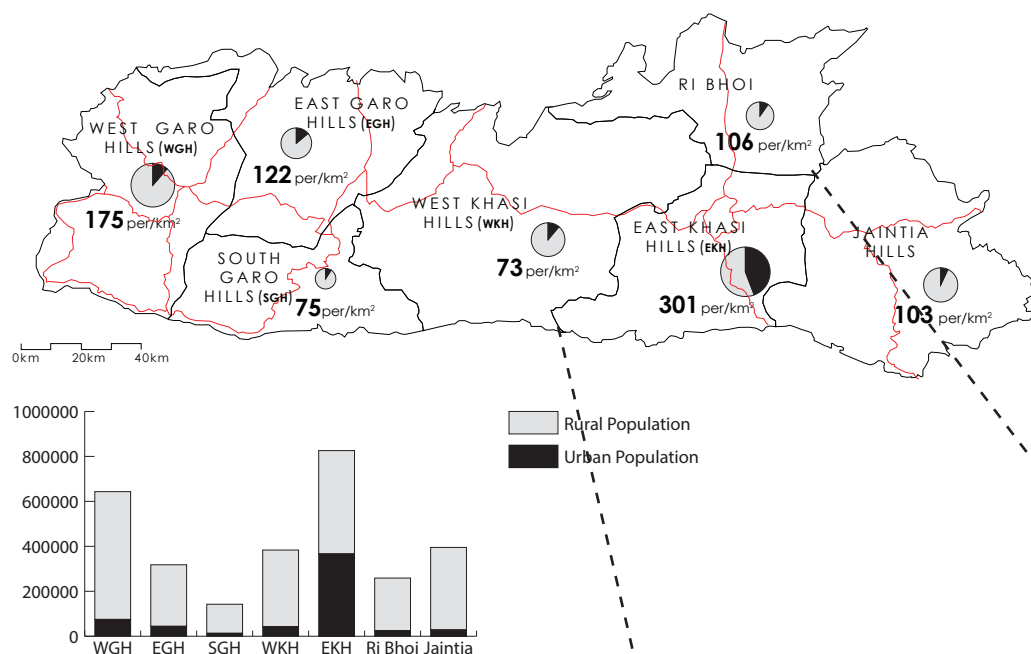 RI BHOI
106 per/km²
EAST GARO
HILLS (EGH)
122 per/km²
WEST GARO
HILLS (WGH)
175 per/km²
WEST KHASI
HILLS (WKH)
73 per/km²
EAST KHASI
HILLS (EKH)
301 per/km²
JAINTIA
HILLS
103 per/km²
SOUTH
GARO
HILLS (SGH)
75 per/km²
0km 20km 40km
1000000
800000
600000
400000
200000
0
WGH EGH SGH WKH EKH Ri Bhoi Jaintia
Rural Population
Urban Population